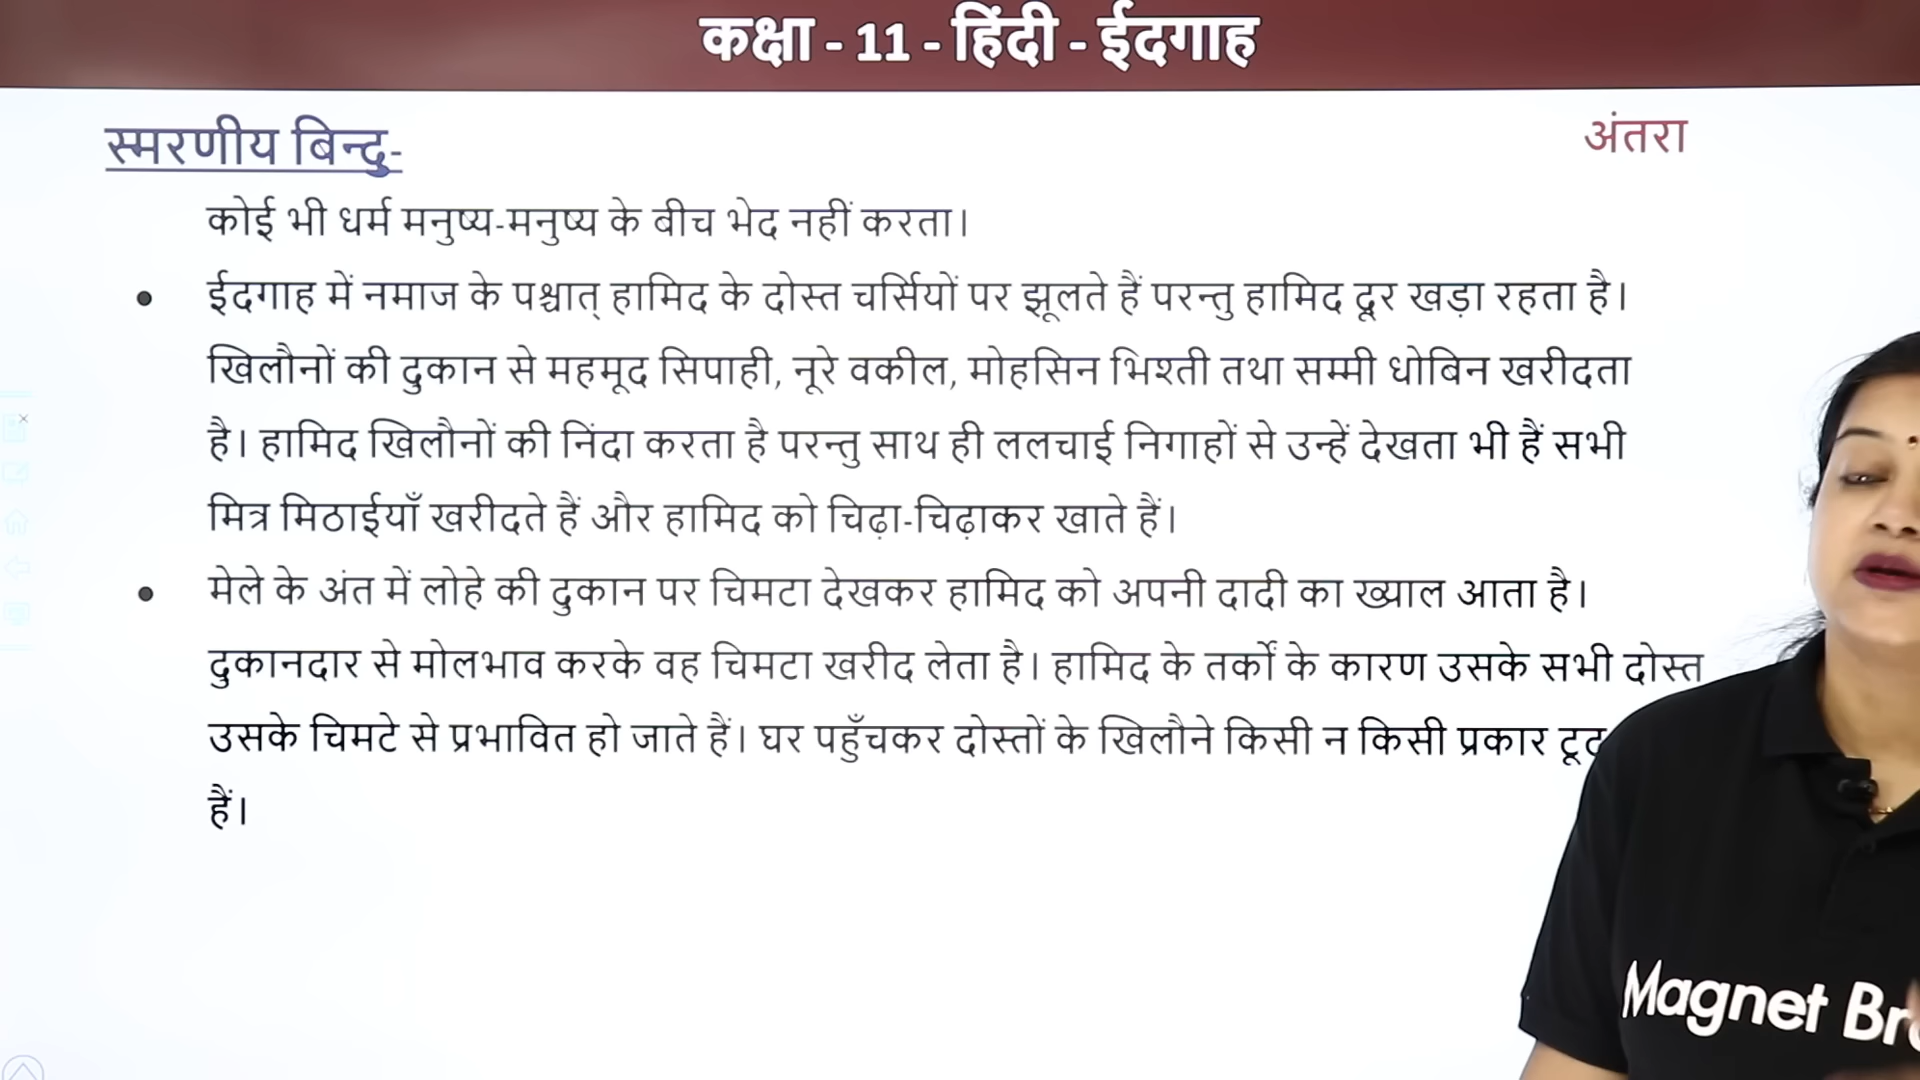 कक्षा - 11 - हिंदी - ईदगाह
स्मरणीय बिन्दु-
अंतरा
कोई भी धर्म मनुष्य-मनुष्य के बीच भेद नहीं करता।
• ईदगाह में नमाज के पश्चात् हामिद के दोस्त चर्सियों पर झूलते हैं परन्तु हामिद दूर खड़ा रहता है।
खिलौनों की दुकान से महमूद सिपाही, नूरे वकील, मोहसिन भिश्ती तथा सम्मी धोबिन खरीदता
है। हामिद खिलौनों की निंदा करता है परन्तु साथ ही ललचाई निगाहों से उन्हें देखता भी हैं सभी
मित्र मिठाईयाँ खरीदते हैं और हामिद को चिढ़ा-चिढ़ाकर खाते हैं।
• मेले के अंत में लोहे की दुकान पर चिमटा देखकर हामिद को अपनी दादी का ख्याल आता है।
दुकानदार से मोलभाव करके वह चिमटा खरीद लेता है। हामिद के तर्कों के कारण उसके सभी दोस्त
उसके चिमटे से प्रभावित हो जाते हैं। घर पहुँचकर दोस्तों के खिलौने किसी न किसी प्रकार टूट
हैं।
Magnet